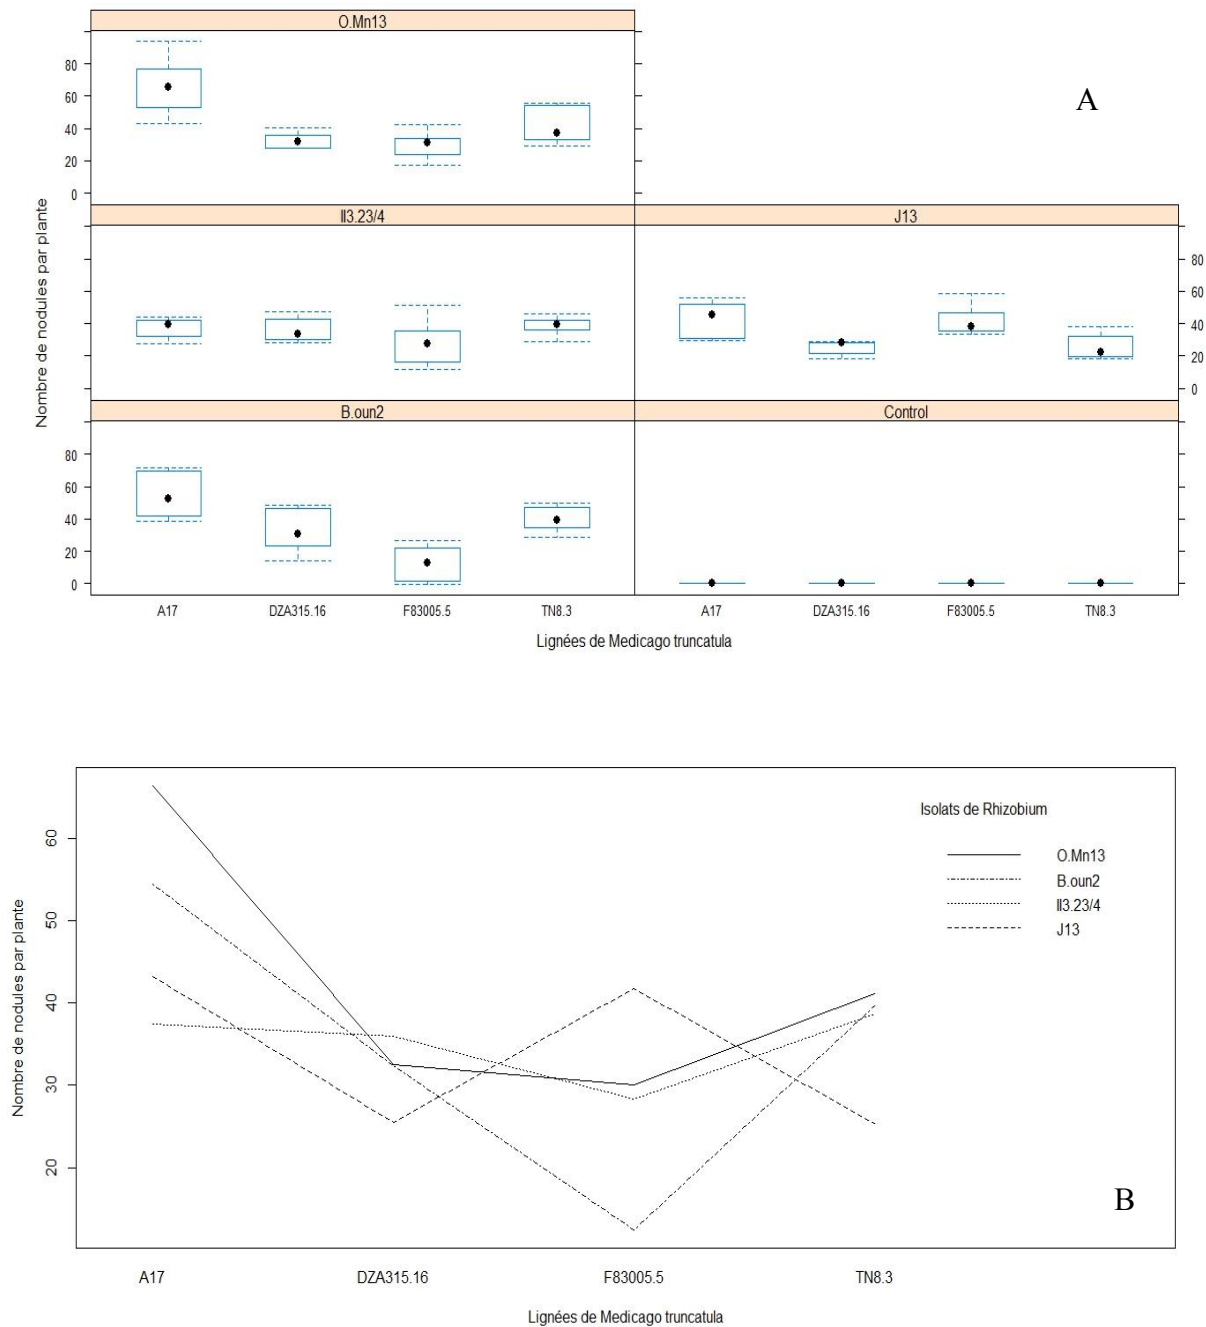 O.Mn13
A
80
60
40
20
0
II3.23/4
J13
80
60
40
20
0
B.oun2
Control
80
60
40
20
0
Nombre de nodules par plante
A17
DZA315.16
F83005.5
TN8.3
A17
DZA315.16
F83005.5
TN8.3
Lignées de Medicago truncatula
Isolats de Rhizobium
O.Mn13
B.oun2
II3.23/4
J13
60
50
40
30
20
Nombre de nodules par plante
B
A17
DZA315.16
F83005.5
TN8.3
Lignées de Medicago truncatula